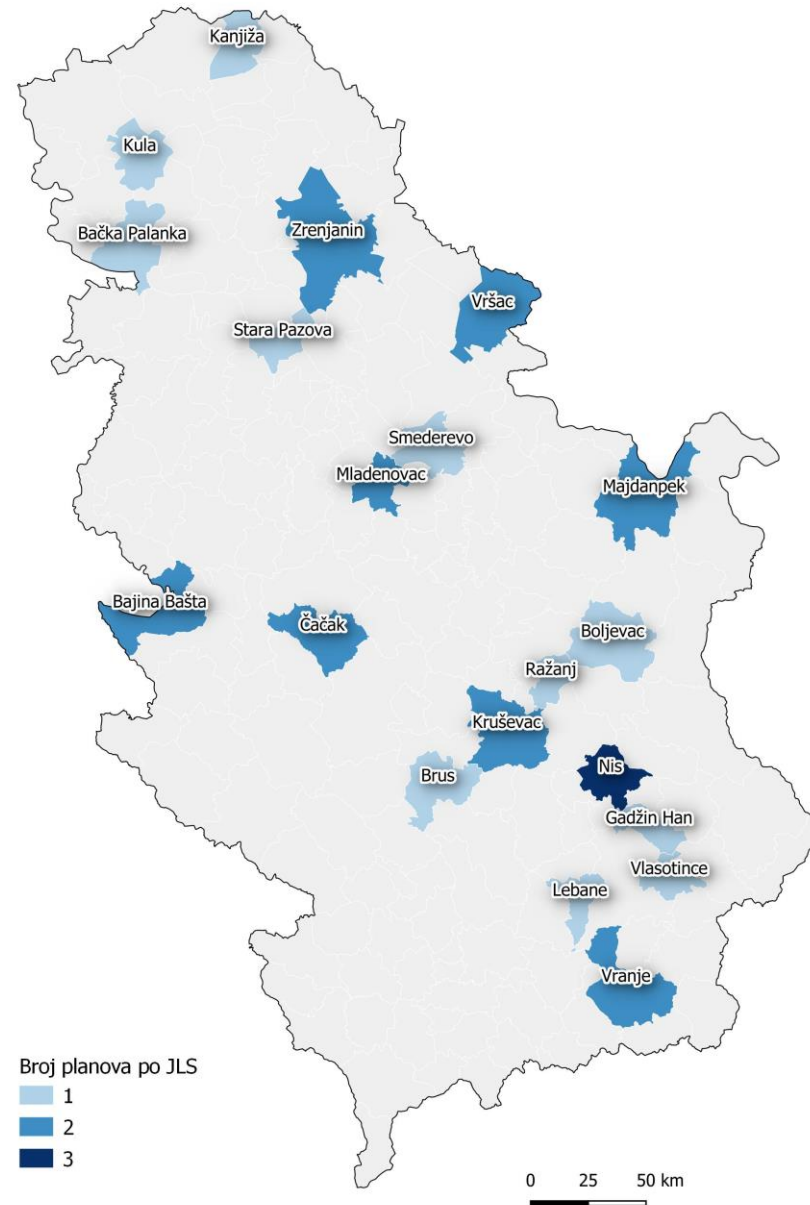 Kanjiža
Kula
Bačka Palanka
Zrenjanin
Vršac
Stara Pazova
Smederevo
Mladenovac
Majdanpek
Bajina Bašta
Čačak
Boljevac
Ražanj
Kruševac
Brus
Nis
Gadžin Han
Vlasotince
Lebane
Vranje
Broj planova po JLS
1
2
3
0 25 50 km